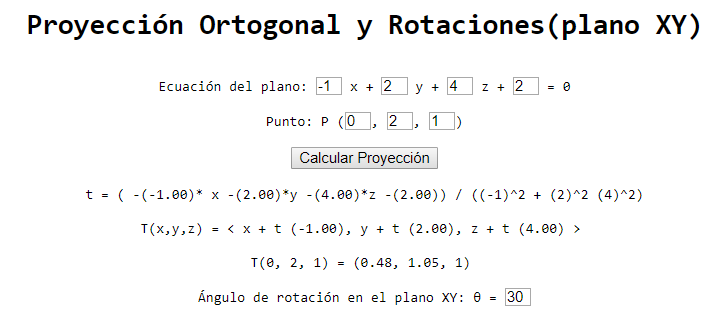 Proyección Ortogonal y Rotaciones(plano XY)
Ecuación del plano: -1 x + 2 y + 4 z + 2 = 0
Punto: P (0, 2, 1)
Calcular Proyección
t = ( -(-1.00)* x -(2.00)*y -(4.00)*z -(2.00)) / ((-1)^2 + (2)^2 (4)^2)
T(x,y,z) = < x + t (-1.00), y + t (2.00), z + t (4.00) >
T(0, 2, 1) = (0.48, 1.05, 1)
Ángulo de rotación en el plano XY: θ = 30